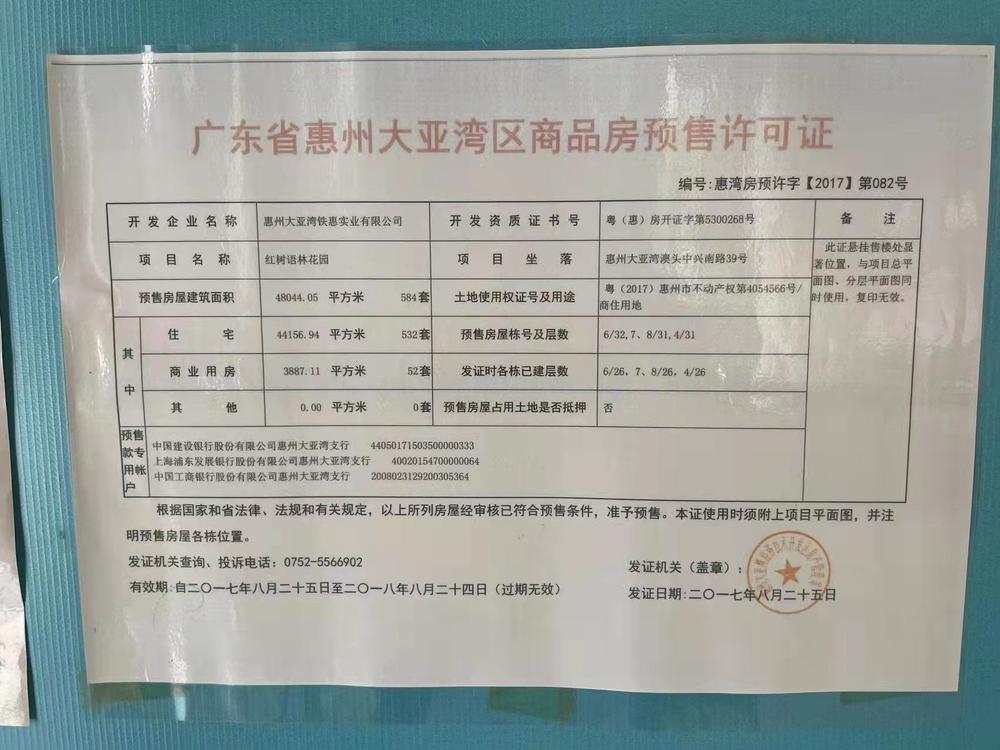 广东省惠州大亚湾区商品房预售许可证
编号:惠湾房预许字【2017】第082号
开发企业名称 惠州大亚湾铁惠实业有限公司 开发资质证书号 粤（惠）房开证字第5300268号 备注
项目名称 红树语林花园 项目坐落 惠州大亚湾澳头中兴南路39号
此证悬挂售楼处显
著位置，与项目总平
面图、分层平面图同
时使用，复印无效。
预售房屋建筑面积 48044.05 平方米 584套 土地使用权证号及用途 粤（2017）惠州市不动产权第4054566号/
商住用地
其中
住宅 44156.94 平方米 532套 预售房屋栋号及层数 6/32,7、8/31,4/31
商业用房 3887.11 平方米 52套 发证时各栋已建层数 6/26，7、8/26，4/26
其他 0.00 平方米 0套 预售房屋占用土地是否抵押 否
预售
款专
用帐
户
中国建设银行股份有限公司惠州大亚湾支行 44050171503500000333
上海浦东发展银行股份有限公司惠州大亚湾支行 40020154700000064
中国工商银行股份有限公司惠州大亚湾支行 2008023129200305364
根据国家和省法律、法规和有关规定，以上所列房屋经审核已符合预售条件，准予预售。本证使用时须附上项目平面图，并注
明预售房屋各栋位置。
发证机关查询、投诉电话：0752-5566902
发证机关（盖章）：
有效期:自二〇一七年八月二十五日至二〇一八年八月二十四日（过期无效）
发证日期:二〇一七年八月二十五日